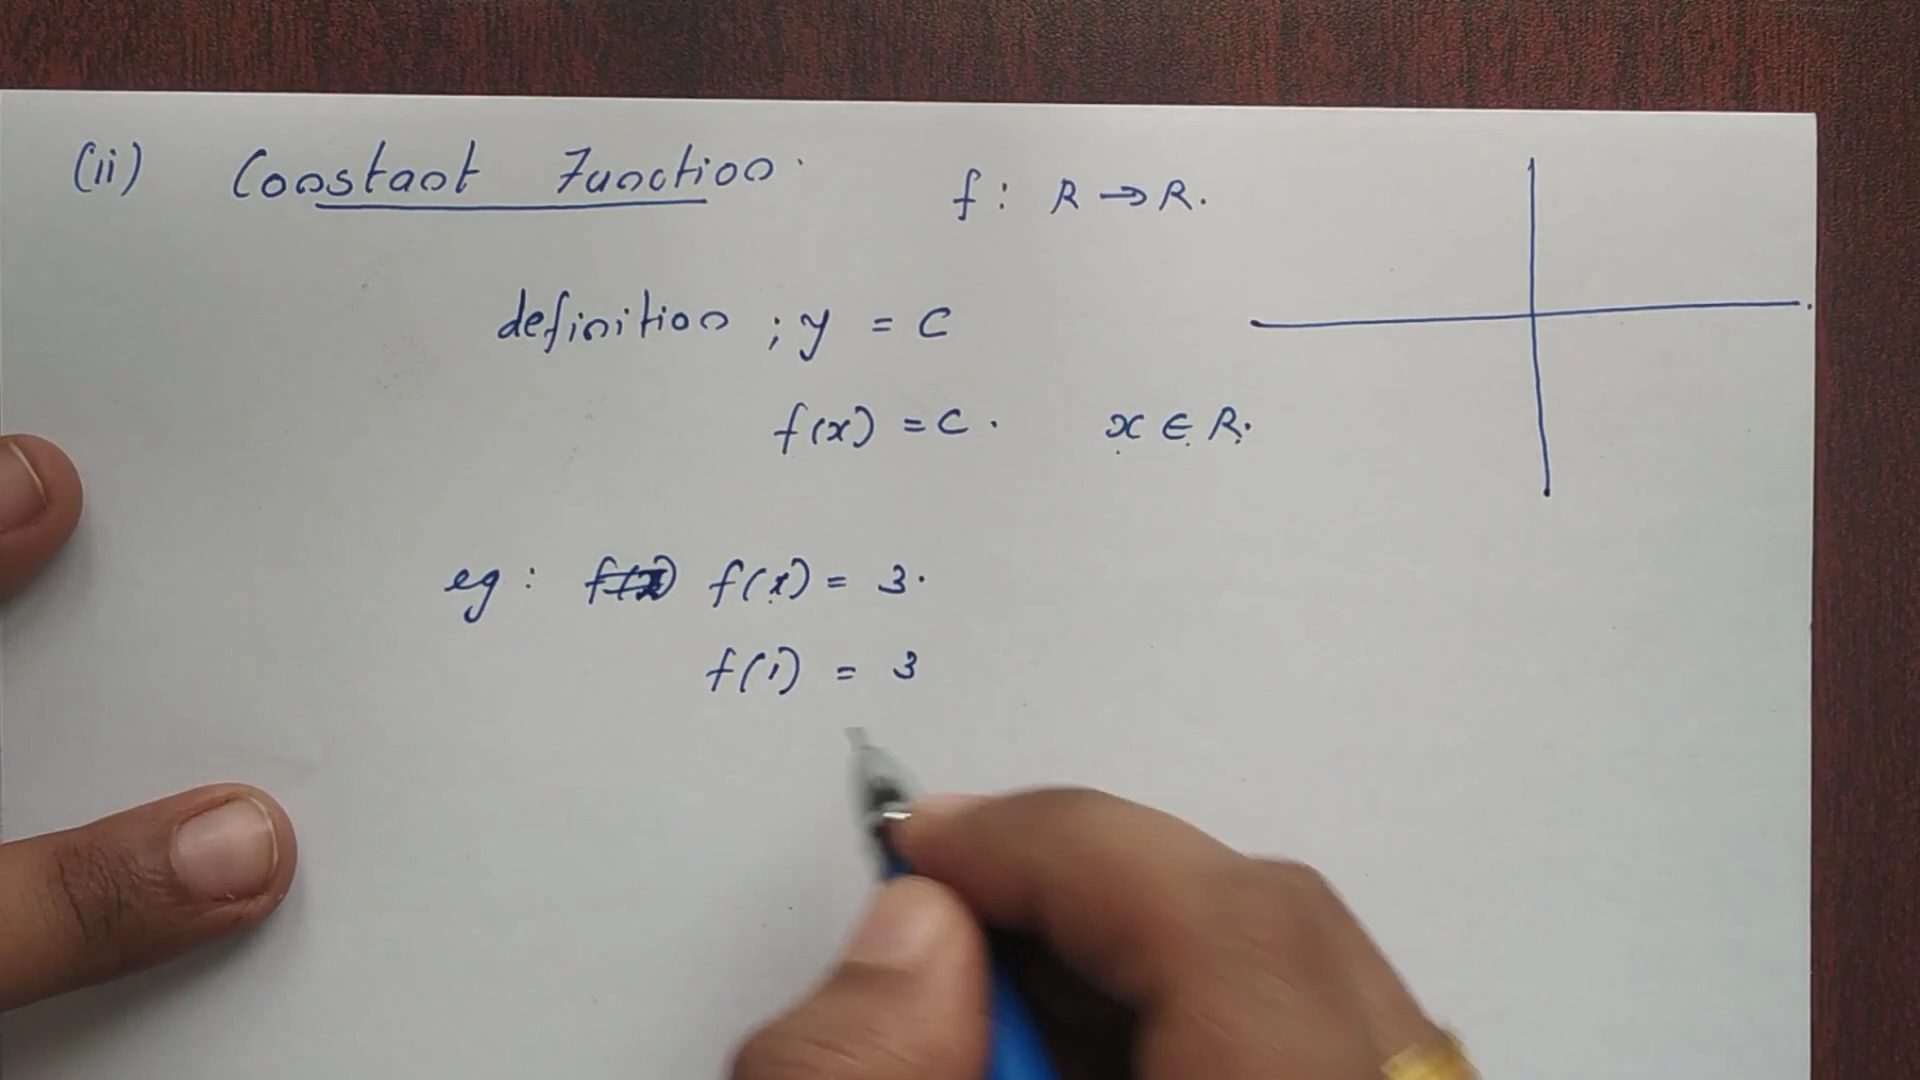 (ii) Constant Function. f: R → R.
definition ; y = c
f(x) = c. x ∈ R.
eg: f(x) = 3.
f(1) = 3